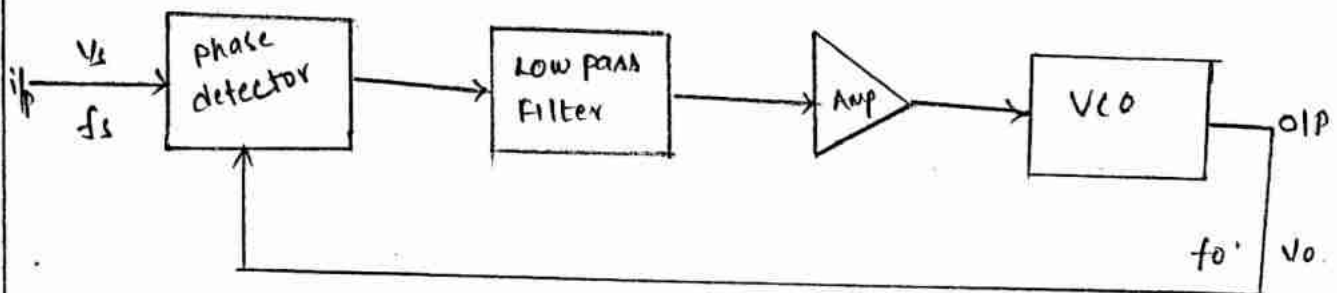 i/p
Vs
fs
phase
detector
Low pass
Filter
Amp
VCO
O/P
fo
Vo